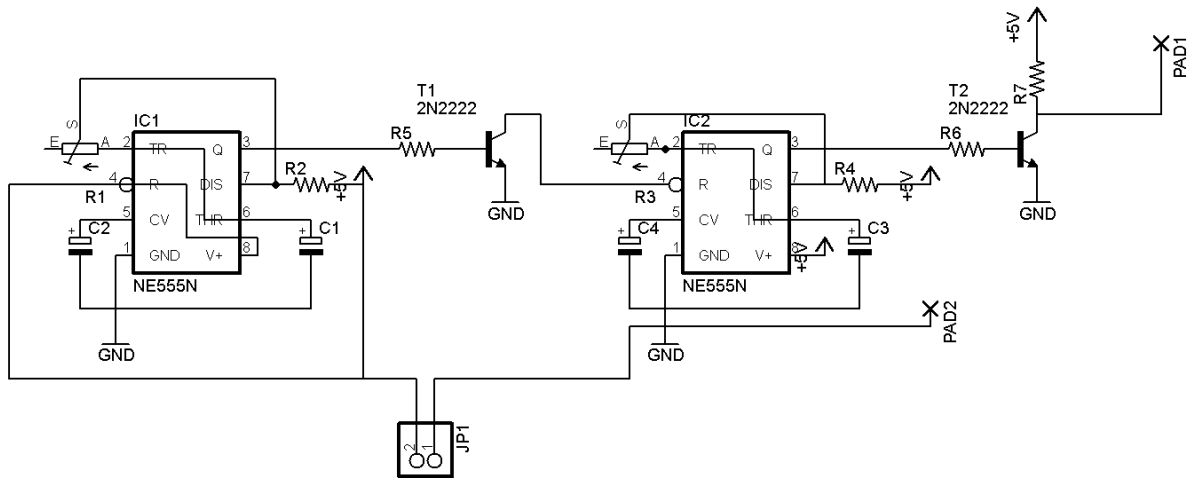 +5V
PAD1
T1
2N2222
T2
2N2222
R7
S
IC1
S
IC2
E
A
2
TR
Q
3
R5
E
A
2
TR
Q
3
R6
4
R
DIS
7
R2
+5V
4
R
DIS
7
R4
+5V
R1
R3
GND
GND
C2
5
CV
THR
6
C1
C4
5
CV
THR
6
C3
+
+
+
+
1
GND
V+
8
1
GND
V+
8
+5V
NE555N
NE555N
PAD2
GND
GND
JP1
2
1